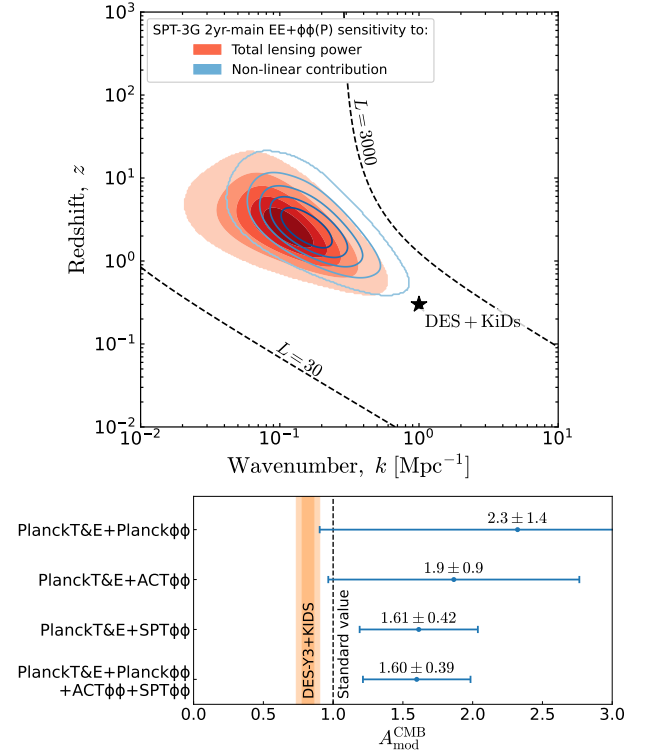 SPT-3G 2yr-main EE+ϕϕ(P) sensitivity to:
Total lensing power
Non-linear contribution
10³
10²
10¹
10⁰
10⁻¹
10⁻²
Redshift, z
L = 3000
L = 30
DES + KiDs
10⁻²
10⁻¹
10⁰
10¹
Wavenumber, k [Mpc⁻¹]
PlanckT&E+Planckϕϕ
2.3 ± 1.4
PlanckT&E+ACTϕϕ
1.9 ± 0.9
PlanckT&E+SPTϕϕ
1.61 ± 0.42
PlanckT&E+Planckϕϕ
+ACTϕϕ+SPTϕϕ
1.60 ± 0.39
DES-Y3+KIDS
Standard value
0.0
0.5
1.0
1.5
2.0
2.5
3.0
A_mod^CMB